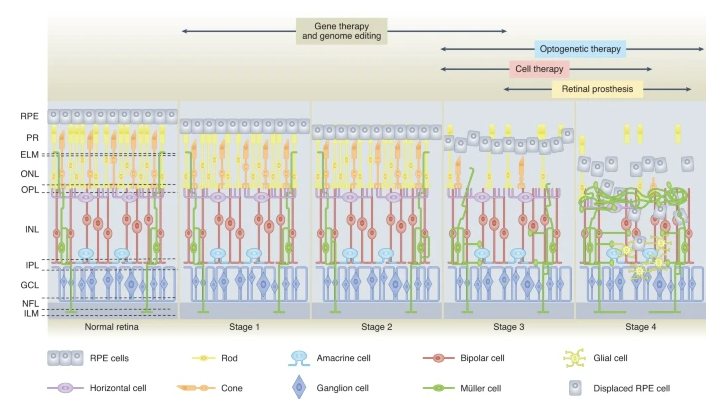 Gene therapy
and genome editing
Optogenetic therapy
Cell therapy
Retinal prosthesis
RPE
PR
ELM
ONL
OPL
INL
IPL
GCL
NFL
ILM
Normal retina
Stage 1
Stage 2
Stage 3
Stage 4
RPE cells
Rod
Amacrine cell
Bipolar cell
Glial cell
Horizontal cell
Cone
Ganglion cell
Müller cell
Displaced RPE cell